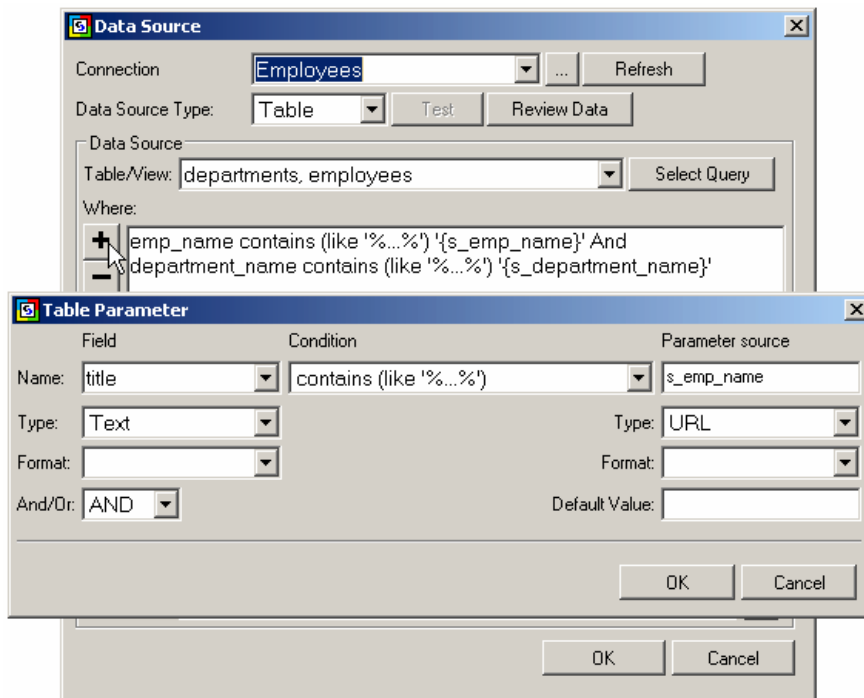 Data Source
Connection Employees ... Refresh
Data Source Type: Table Test Review Data
Data Source
Table/View: departments, employees Select Query
Where:
emp_name contains (like '%...%') '{s_emp_name}' And
department_name contains (like '%...%') '{s_department_name}'
Table Parameter
Field Condition Parameter source
Name: title contains (like '%...%') s_emp_name
Type: Text Type: URL
Format: Format:
And/Or: AND Default Value:
OK Cancel
OK Cancel